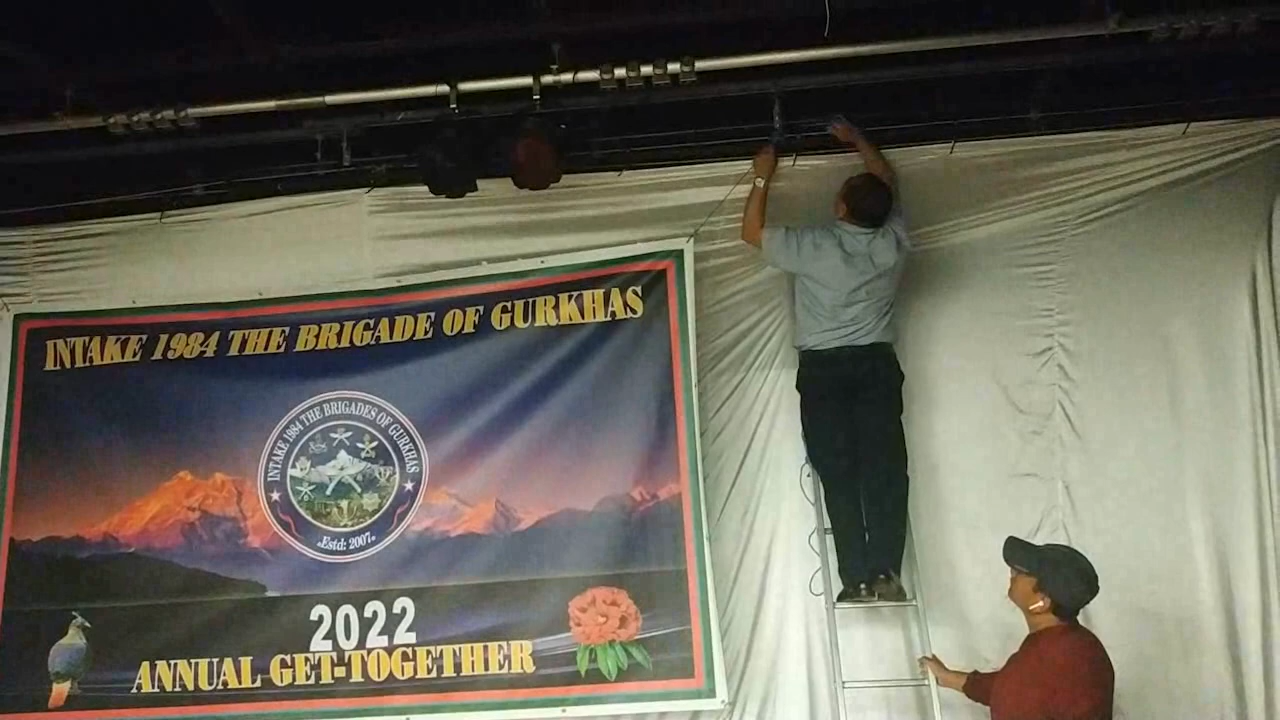 INTAKE 1984 THE BRIGADE OF GURKHAS
INTAKE 1984 THE BRIGADES OF GURKHAS
Estd: 2007
2022
ANNUAL GET-TOGETHER